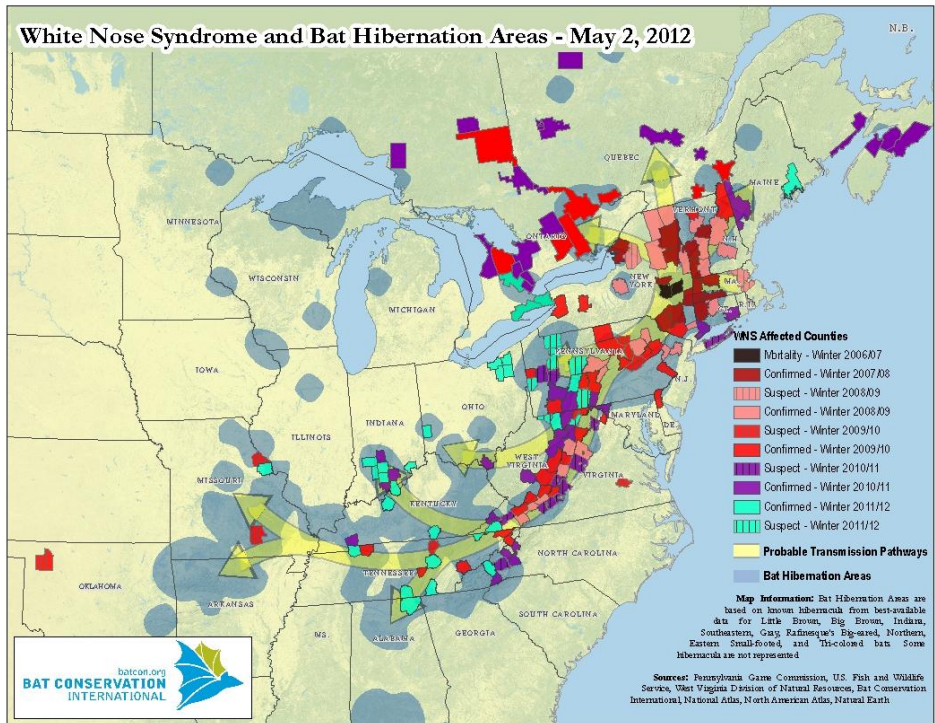 White Nose Syndrome and Bat Hibernation Areas - May 2, 2012
N.B.
QUEBEC
MAINE
MINNESOTA
ONTARIO
VERMONT
N.H.
WISCONSIN
NEW YORK
MA.
MICHIGAN
CT.
R.I.
IOWA
PENNSYLVANIA
N.J.
OHIO
MARYLAND
DE.
ILLINOIS
INDIANA
WEST VIRGINIA
VIRGINIA
MISSOURI
KENTUCKY
NORTH CAROLINA
TENNESSEE
OKLAHOMA
ARKANSAS
SOUTH CAROLINA
MS.
ALABAMA
GEORGIA
WNS Affected Counties
Mortality - Winter 2006/07
Confirmed - Winter 2007/08
Suspect - Winter 2008/09
Confirmed - Winter 2008/09
Suspect - Winter 2009/10
Confirmed - Winter 2009/10
Suspect - Winter 2010/11
Confirmed - Winter 2010/11
Confirmed - Winter 2011/12
Suspect - Winter 2011/12
Probable Transmission Pathways
Bat Hibernation Areas
Map Information: Bat Hibernation Areas are
based on known hibernacula from best-available
data for Little Brown, Big Brown, Indiana,
Southeastern, Gray, Rafinesque's Big-eared, Northern,
Eastern Small-footed, and Tri-colored bats. Some
hibernacula are not represented
Sources: Pennsylvania Game Commission, U.S. Fish and Wildlife
Service, West Virginia Division of Natural Resources, Bat Conservation
International, National Atlas, North American Atlas, Natural Earth
batcon.org
BAT CONSERVATION
INTERNATIONAL